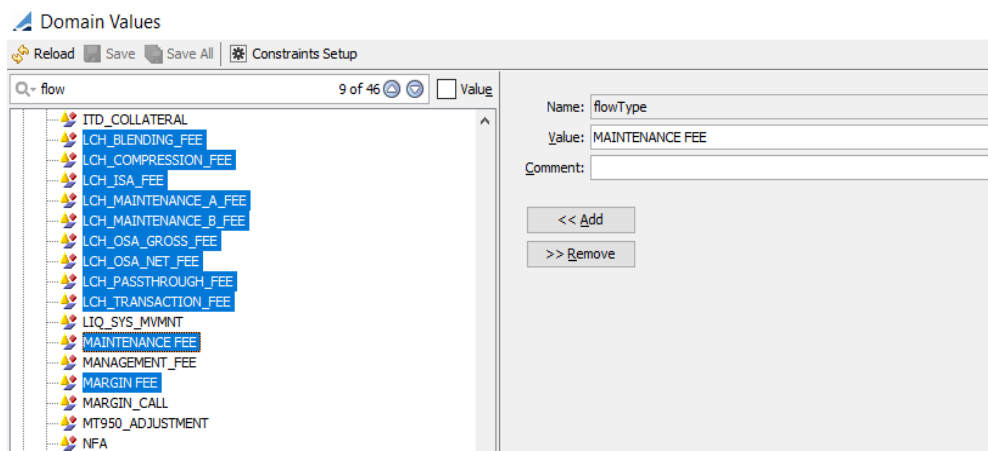 Domain Values
Reload Save Save All Constraints Setup
flow 9 of 46 Value
ITD_COLLATERAL
LCH_BLENDING_FEE
LCH_COMPRESSION_FEE
LCH_ISA_FEE
LCH_MAINTENANCE_A_FEE
LCH_MAINTENANCE_B_FEE
LCH_OSA_GROSS_FEE
LCH_OSA_NET_FEE
LCH_PASSTHROUGH_FEE
LCH_TRANSACTION_FEE
LIQ_SYS_MVMNT
MAINTENANCE FEE
MANAGEMENT_FEE
MARGIN FEE
MARGIN_CALL
MT950_ADJUSTMENT
NFA
Name: flowType
Value: MAINTENANCE FEE
Comment:
<< Add
>> Remove